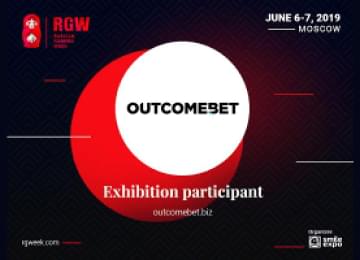 RGW
RUSSIAN
GAMING
WEEK
JUNE 6-7, 2019
MOSCOW
OUTCOMEBET
Exhibition participant
outcomebet.biz
rgweek.com
Organizer:
smile
expo